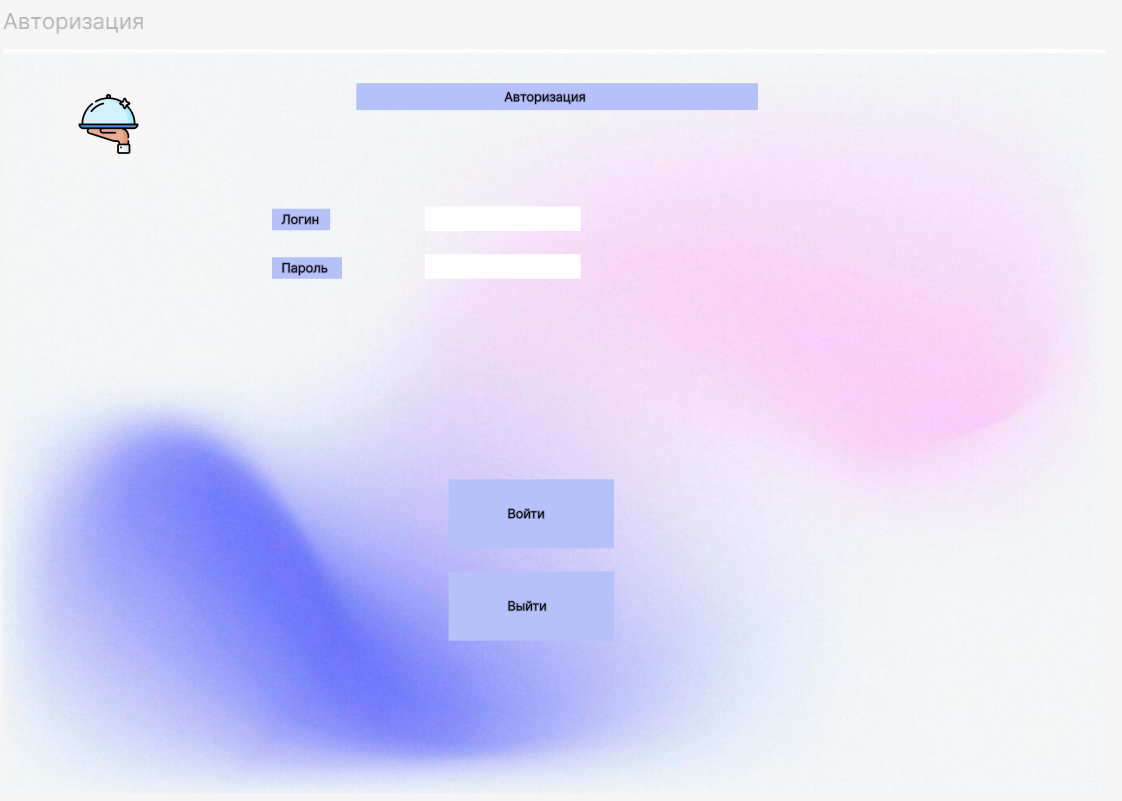 Авторизация
Авторизация
Логин
Пароль
Войти
Выйти